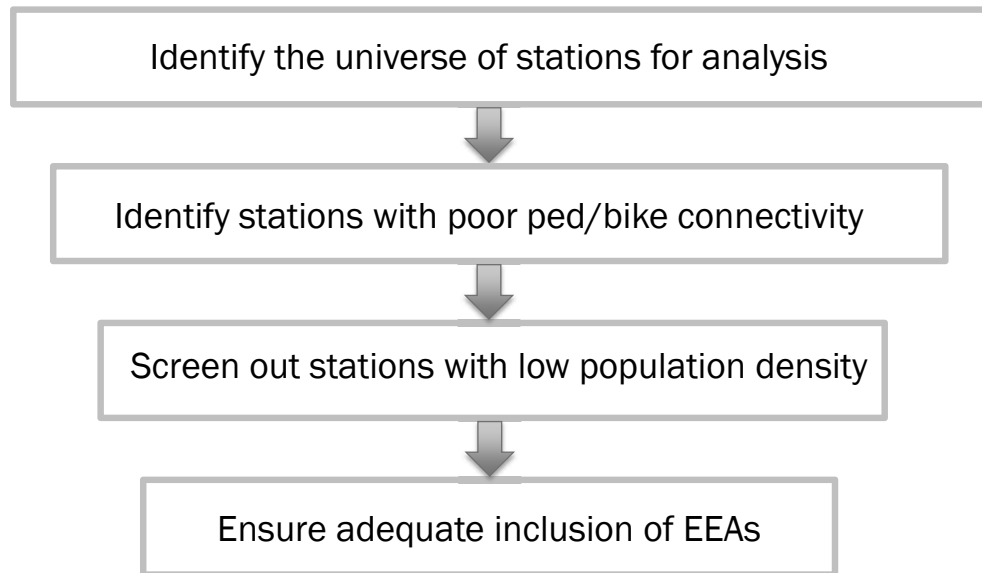 Identify the universe of stations for analysis
Identify stations with poor ped/bike connectivity
Screen out stations with low population density
Ensure adequate inclusion of EEAs